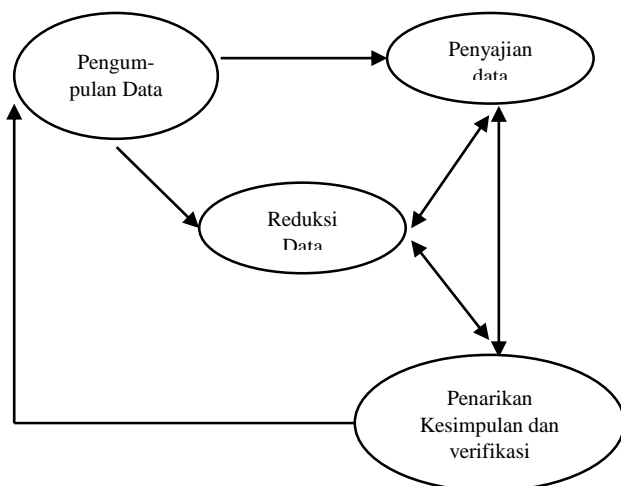 Pengum-
pulan Data
Penyajian
data
Reduksi
Data
Penarikan
Kesimpulan dan
verifikasi